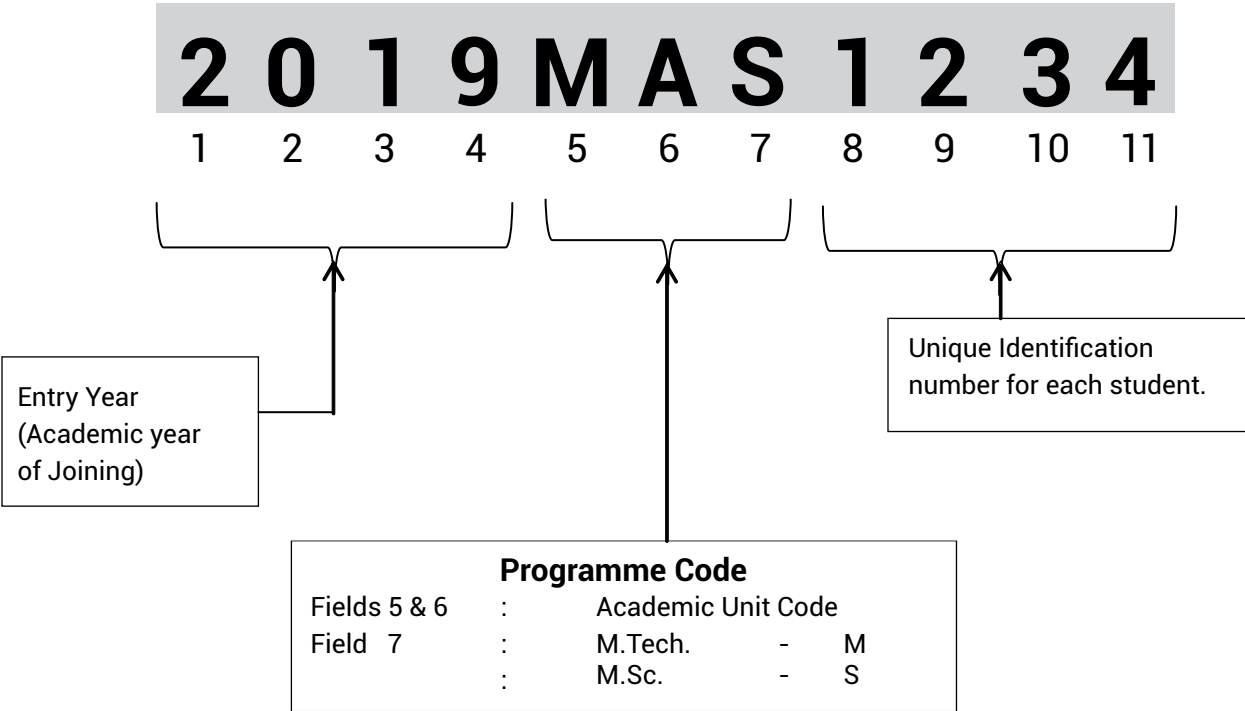 2 0 1 9 M A S 1 2 3 4
1 2 3 4 5 6 7 8 9 10 11
Unique Identification
number for each student.
Entry Year
(Academic year
of Joining)
Programme Code
Fields 5 & 6 : Academic Unit Code
Field 7 : M.Tech. - M
: M.Sc. - S